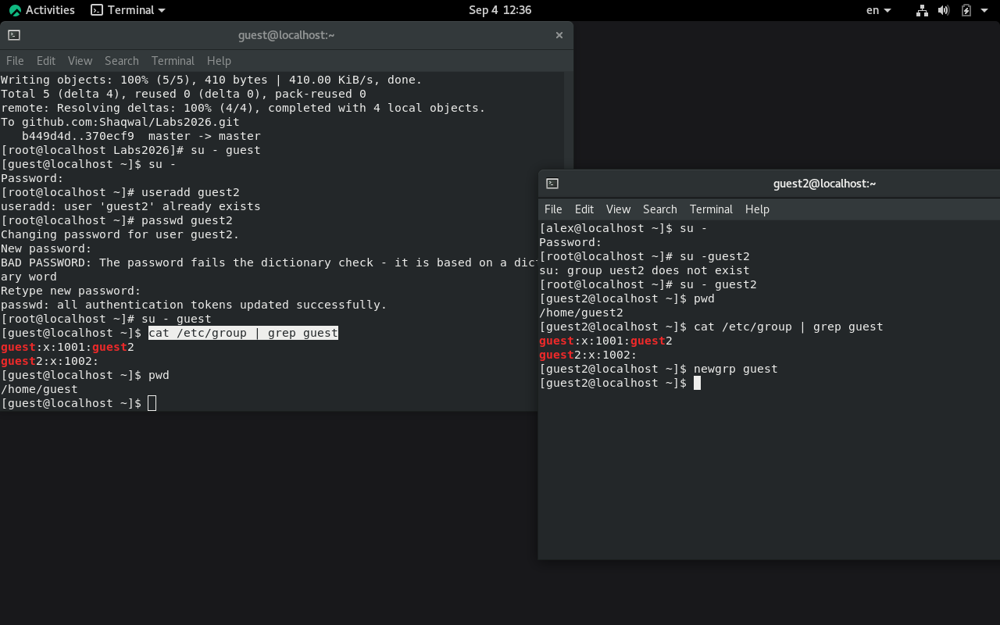 Activities Terminal Sep 4 12:36 en
guest@localhost:~
File Edit View Search Terminal Help
Writing objects: 100% (5/5), 410 bytes | 410.00 KiB/s, done.
Total 5 (delta 4), reused 0 (delta 0), pack-reused 0
remote: Resolving deltas: 100% (4/4), completed with 4 local objects.
To github.com:Shaqwal/Labs2026.git
   b449d4d..370ecf9  master -> master
[root@localhost Labs2026]# su - guest
[guest@localhost ~]$ su -
Password:
[root@localhost ~]# useradd guest2
useradd: user 'guest2' already exists
[root@localhost ~]# passwd guest2
Changing password for user guest2.
New password:
BAD PASSWORD: The password fails the dictionary check - it is based on a dic
ary word
Retype new password:
passwd: all authentication tokens updated successfully.
[root@localhost ~]# su - guest
[guest@localhost ~]$ cat /etc/group | grep guest
guest:x:1001:guest2
guest2:x:1002:
[guest@localhost ~]$ pwd
/home/guest
[guest@localhost ~]$
guest2@localhost:~
File Edit View Search Terminal Help
[alex@localhost ~]$ su -
Password:
[root@localhost ~]# su -guest2
su: group uest2 does not exist
[root@localhost ~]# su - guest2
[guest2@localhost ~]$ pwd
/home/guest2
[guest2@localhost ~]$ cat /etc/group | grep guest
guest:x:1001:guest2
guest2:x:1002:
[guest2@localhost ~]$ newgrp guest
[guest2@localhost ~]$